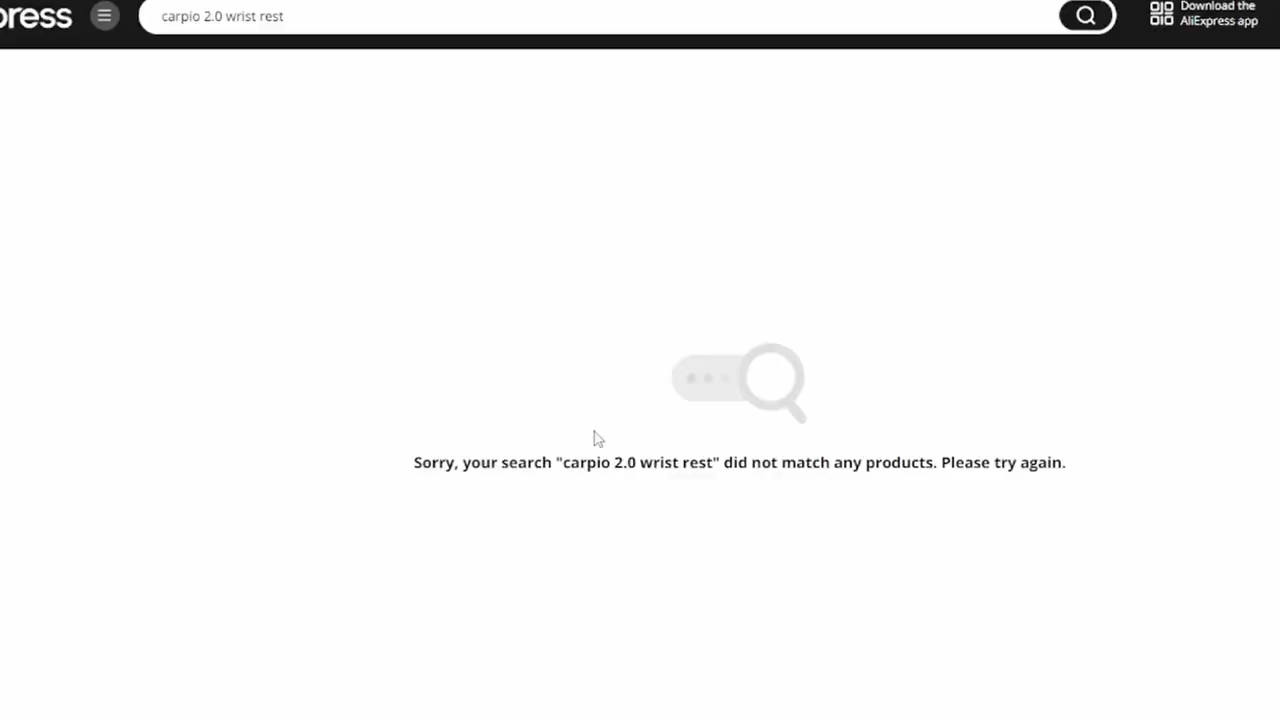 press
carpio 2.0 wrist rest
Download the
AliExpress app
Sorry, your search "carpio 2.0 wrist rest" did not match any products. Please try again.